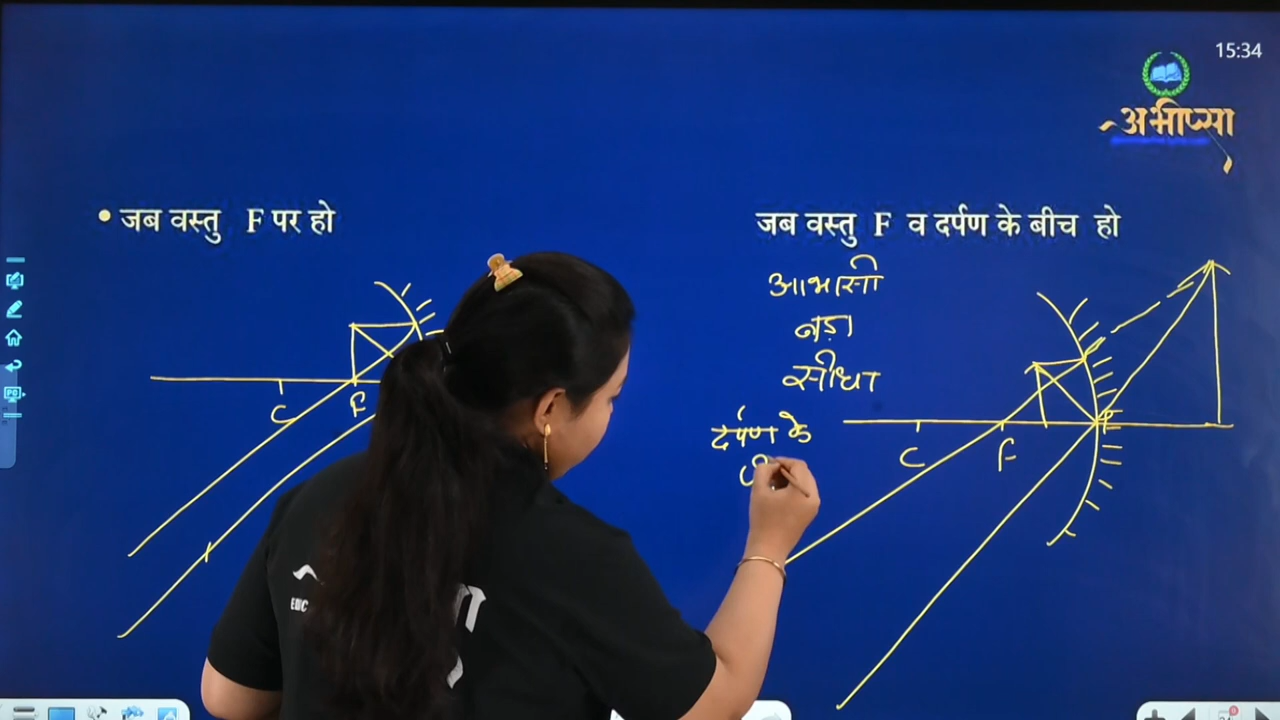 15:34
अभीप्सा
• जब वस्तु F पर हो
जब वस्तु F व दर्पण के बीच हो
आभासी
बड़ा
सीधा
दर्पण के
C
F
C
F
P